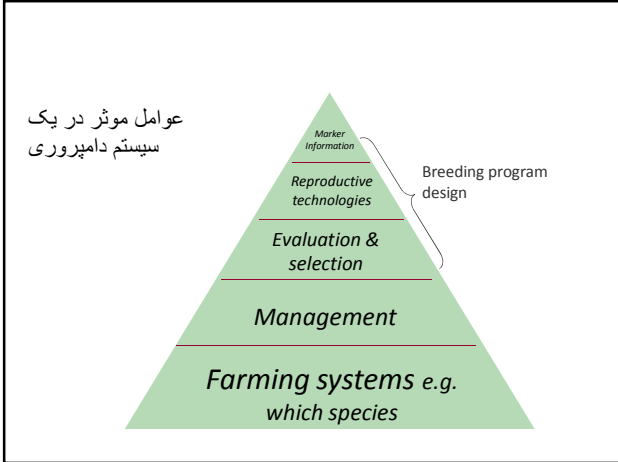 عوامل موثر در یک
سیستم دامپروری
Marker
Information
Reproductive
technologies
Breeding program
design
Evaluation &
selection
Management
Farming systems e.g.
which species